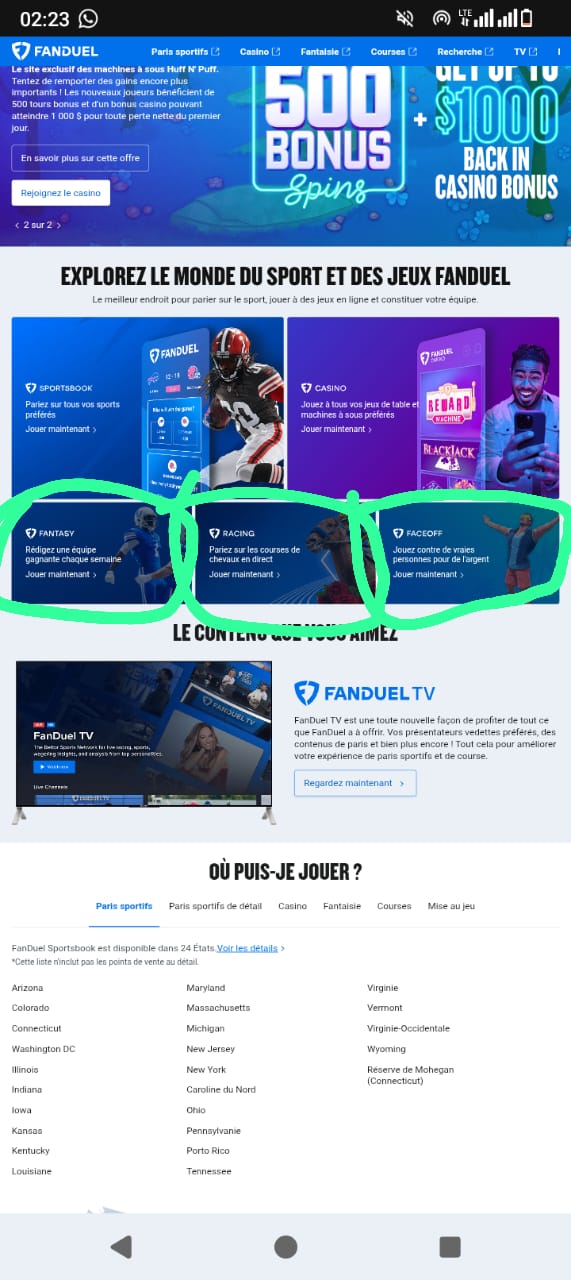 02:23
LTE
FANDUEL
Paris sportifs
Casino
Fantaisie
Courses
Recherche
TV
Le site exclusif des machines à sous Huff N' Puff.
Tentez de remporter des gains encore plus
importants ! Les nouveaux joueurs bénéficient de
500 tours bonus et d'un bonus casino pouvant
atteindre 1 000 $ pour toute perte nette du premier
jour.
En savoir plus sur cette offre
Rejoignez le casino
‹ 2 sur 2 ›
500
BONUS
Spins
+
GET UP TO
$1000
BACK IN
CASINO BONUS
EXPLOREZ LE MONDE DU SPORT ET DES JEUX FANDUEL
Le meilleur endroit pour parier sur le sport, jouer à des jeux en ligne et constituer votre équipe.
SPORTSBOOK
Pariez sur tous vos sports
préférés
Jouer maintenant ›
FANDUEL
CASINO
Jouez à tous vos jeux de table et
machines à sous préférés
Jouer maintenant ›
FANDUEL
CASINO
REWARD
MACHINE
BLACKJACK
FANTASY
Rédigez une équipe
gagnante chaque semaine
Jouer maintenant ›
RACING
Pariez sur les courses de
chevaux en direct
Jouer maintenant ›
FACEOFF
Jouez contre de vraies
personnes pour de l'argent
Jouer maintenant ›
LE CONTENU QUE VOUS AIMEZ
FanDuel TV
The Bettor Sports Network for live racing, sports,
wagering insights, and analysis from top personalities.
Live Channels
FANDUEL TV
FANDUEL TV
FanDuel TV est une toute nouvelle façon de profiter de tout ce
que FanDuel a à offrir. Vos présentateurs vedettes préférés, des
contenus de paris et bien plus encore ! Tout cela pour améliorer
votre expérience de paris sportifs et de course.
Regardez maintenant ›
OÙ PUIS-JE JOUER ?
Paris sportifs
Paris sportifs de détail
Casino
Fantaisie
Courses
Mise au jeu
FanDuel Sportsbook est disponible dans 24 États.Voir les détails ›
*Cette liste n'inclut pas les points de vente au détail.
Arizona
Colorado
Connecticut
Washington DC
Illinois
Indiana
Iowa
Kansas
Kentucky
Louisiane
Maryland
Massachusetts
Michigan
New Jersey
New York
Caroline du Nord
Ohio
Pennsylvanie
Porto Rico
Tennessee
Virginie
Vermont
Virginie-Occidentale
Wyoming
Réserve de Mohegan
(Connecticut)